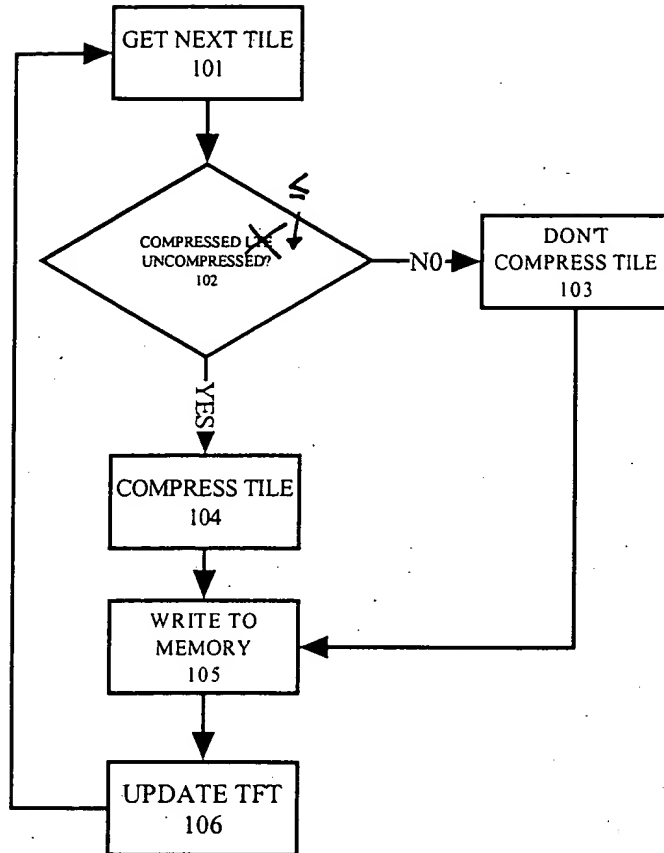 GET NEXT TILE
101
≤
COMPRESSED LTE
UNCOMPRESSED?
102
NO
DON'T
COMPRESS TILE
103
YES
COMPRESS TILE
104
WRITE TO
MEMORY
105
UPDATE TFT
106